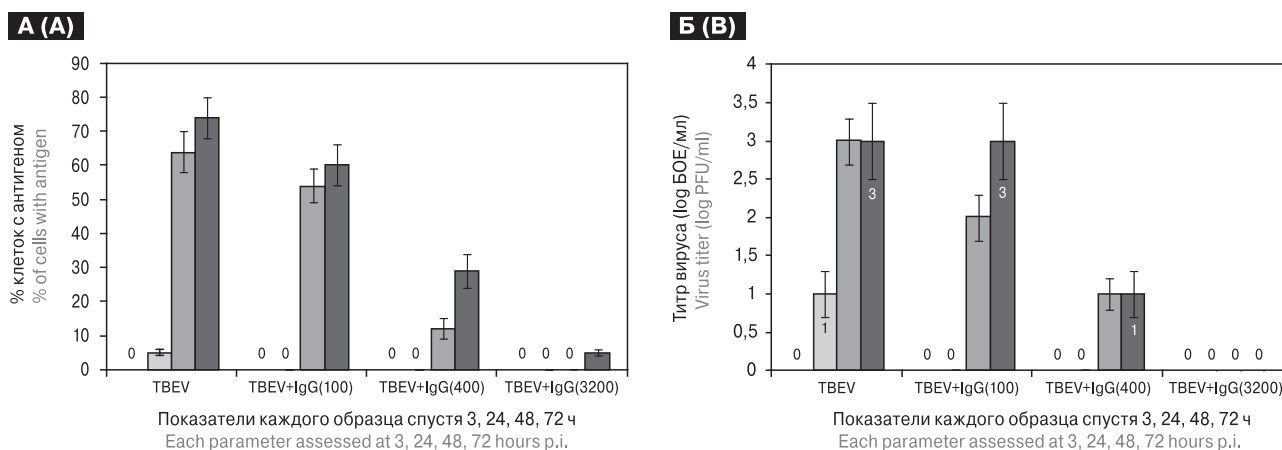 А (A)
90
80
70
60
50
40
30
20
10
0
% клеток с антигеном
% of cells with antigen
0 0 0 0 0 0 0 0
TBEV TBEV+IgG(100) TBEV+IgG(400) TBEV+IgG(3200)
Показатели каждого образца спустя 3, 24, 48, 72 ч
Each parameter assessed at 3, 24, 48, 72 hours p.i.
Б (B)
4
3,5
3
2,5
2
1,5
1
0,5
0
Титр вируса (log БОЕ/мл)
Virus titer (log PFU/ml)
3 3
1 1
0 0 0 0 0 0 0 0 0
TBEV TBEV+IgG(100) TBEV+IgG(400) TBEV+IgG(3200)
Показатели каждого образца спустя 3, 24, 48, 72 ч
Each parameter assessed at 3, 24, 48, 72 hours p.i.